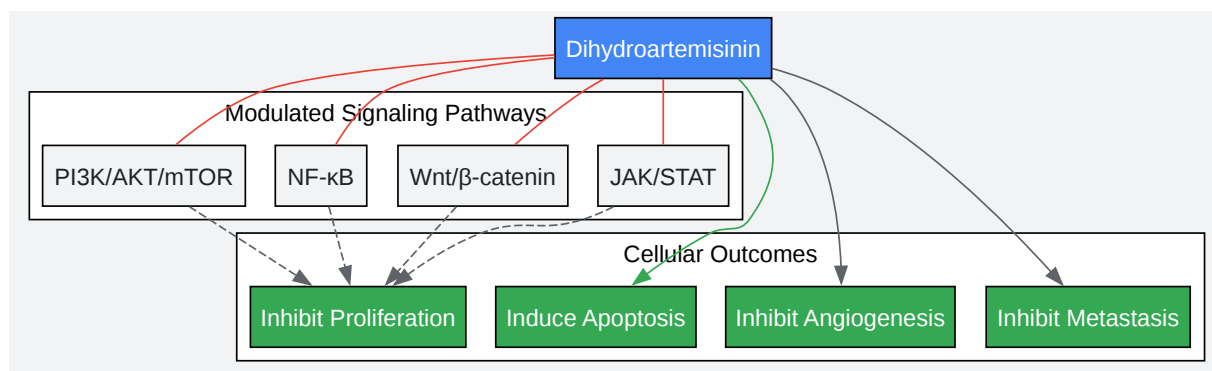 Dihydroartemisinin
Modulated Signaling Pathways
PI3K/AKT/mTOR
NF-κB
Wnt/β-catenin
JAK/STAT
Cellular Outcomes
Inhibit Proliferation
Induce Apoptosis
Inhibit Angiogenesis
Inhibit Metastasis